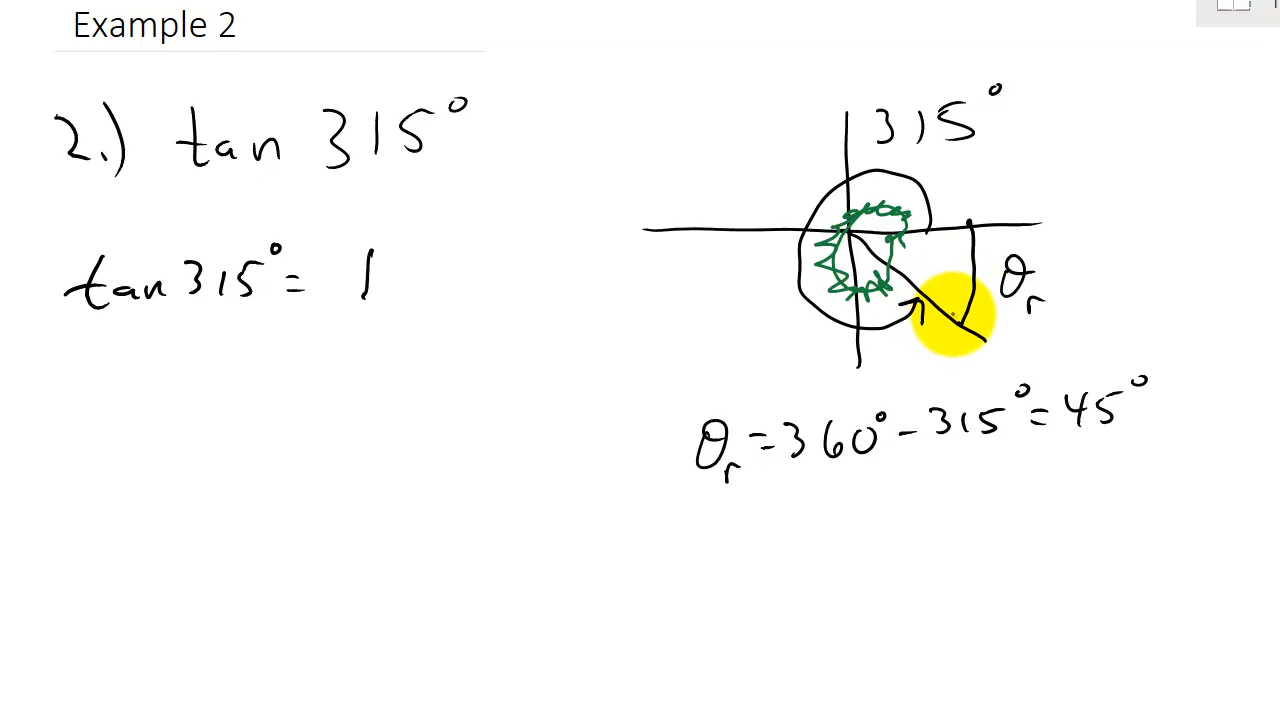 Example 2
2.) tan 315°
315°
tan 315° = 1
θr
θr = 360° - 315° = 45°